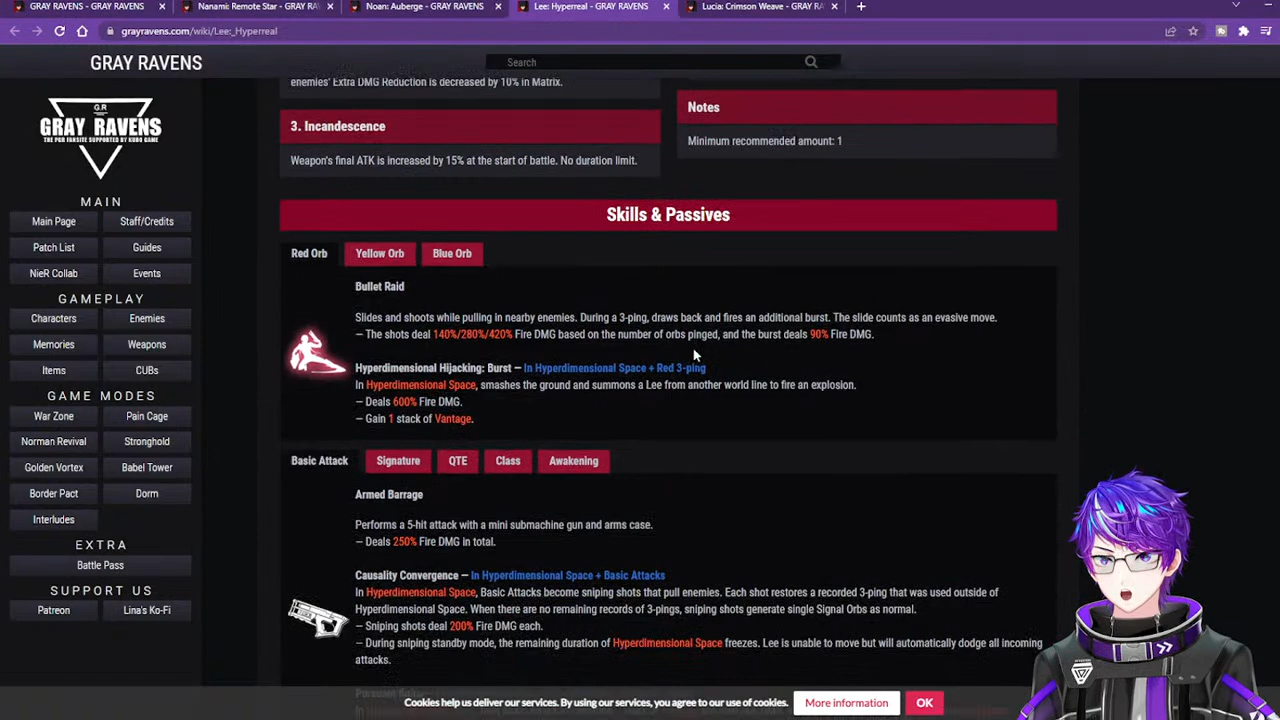 GRAY RAVENS - GRAY RAVENS
Nanami: Remote Star - GRAY RA
Noan: Auberge - GRAY RAVENS
Lee: Hyperreal - GRAY RAVENS
Lucia: Crimson Weave - GRAY RA
grayravens.com/wiki/Lee:_Hyperreal
GRAY RAVENS
Search
G.R
GRAY RAVENS
THE PGR FANSITE SUPPORTED BY KURO GAME
MAIN
Main Page
Staff/Credits
Patch List
Guides
NieR Collab
Events
GAMEPLAY
Characters
Enemies
Memories
Weapons
Items
CUBs
GAME MODES
War Zone
Pain Cage
Norman Revival
Stronghold
Golden Vortex
Babel Tower
Border Pact
Dorm
Interludes
EXTRA
Battle Pass
SUPPORT US
Patreon
Lina's Ko-Fi
enemies' Extra DMG Reduction is decreased by 10% in Matrix.
3. Incandescence
Weapon's final ATK is increased by 15% at the start of battle. No duration limit.
Notes
Minimum recommended amount: 1
Skills & Passives
Red Orb
Yellow Orb
Blue Orb
Bullet Raid
Slides and shoots while pulling in nearby enemies. During a 3-ping, draws back and fires an additional burst. The slide counts as an evasive move.
– The shots deal 140%/280%/420% Fire DMG based on the number of orbs pinged, and the burst deals 90% Fire DMG.
Hyperdimensional Hijacking: Burst – In Hyperdimensional Space + Red 3-ping
In Hyperdimensional Space, smashes the ground and summons a Lee from another world line to fire an explosion.
– Deals 600% Fire DMG.
– Gain 1 stack of Vantage.
Basic Attack
Signature
QTE
Class
Awakening
Armed Barrage
Performs a 5-hit attack with a mini submachine gun and arms case.
– Deals 250% Fire DMG in total.
Causality Convergence – In Hyperdimensional Space + Basic Attacks
In Hyperdimensional Space, Basic Attacks become sniping shots that pull enemies. Each shot restores a recorded 3-ping that was used outside of
Hyperdimensional Space. When there are no remaining records of 3-pings, sniping shots generate single Signal Orbs as normal.
– Sniping shots deal 200% Fire DMG each.
– During sniping standby mode, the remaining duration of Hyperdimensional Space freezes. Lee is unable to move but will automatically dodge all incoming
attacks.
Cookies help us deliver our services. By using our services, you agree to our use of cookies.
More information
OK